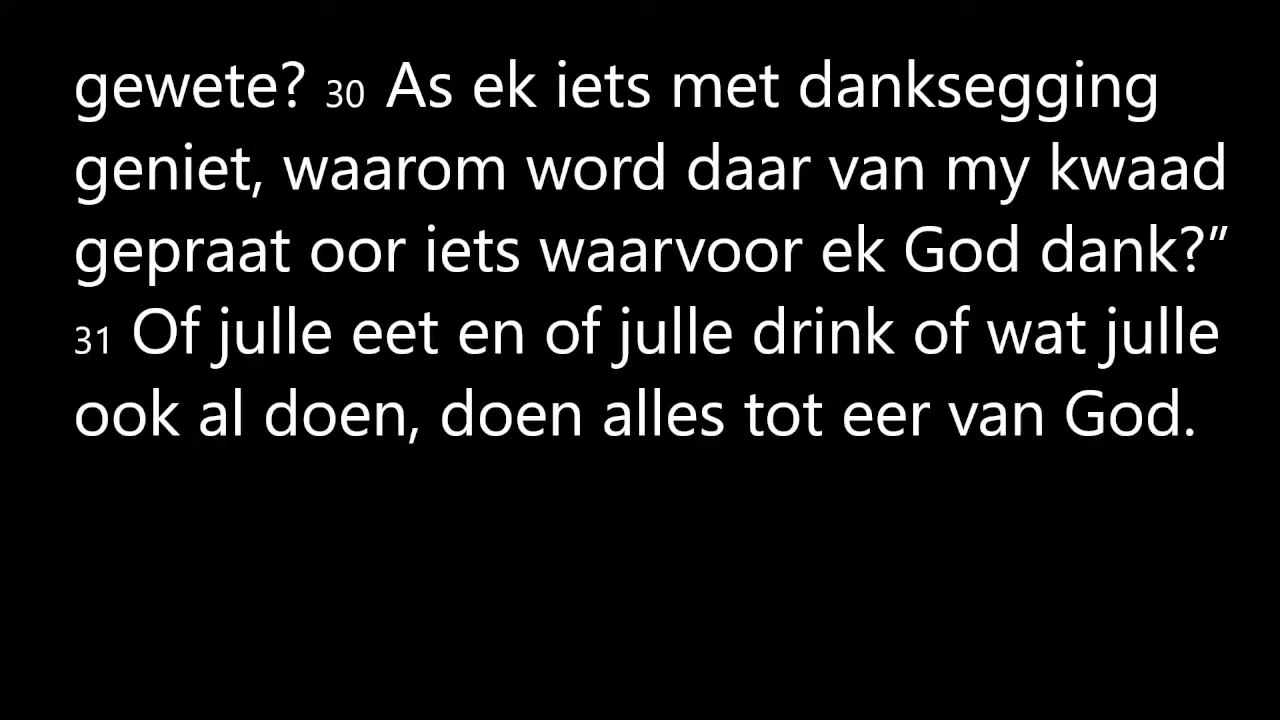 gewete? 30 As ek iets met danksegging
geniet, waarom word daar van my kwaad
gepraat oor iets waarvoor ek God dank?”
31 Of julle eet en of julle drink of wat julle
ook al doen, doen alles tot eer van God.